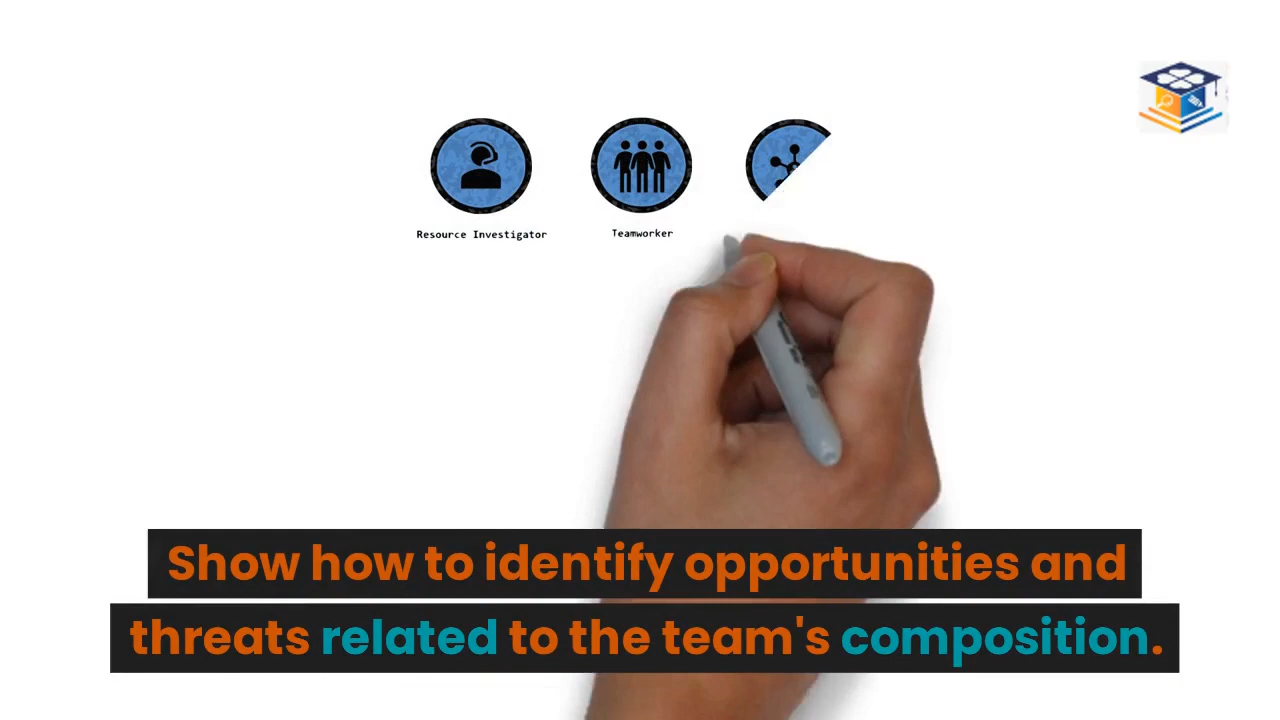 Resource Investigator
Teamworker
Show how to identify opportunities and
threats related to the team's composition.